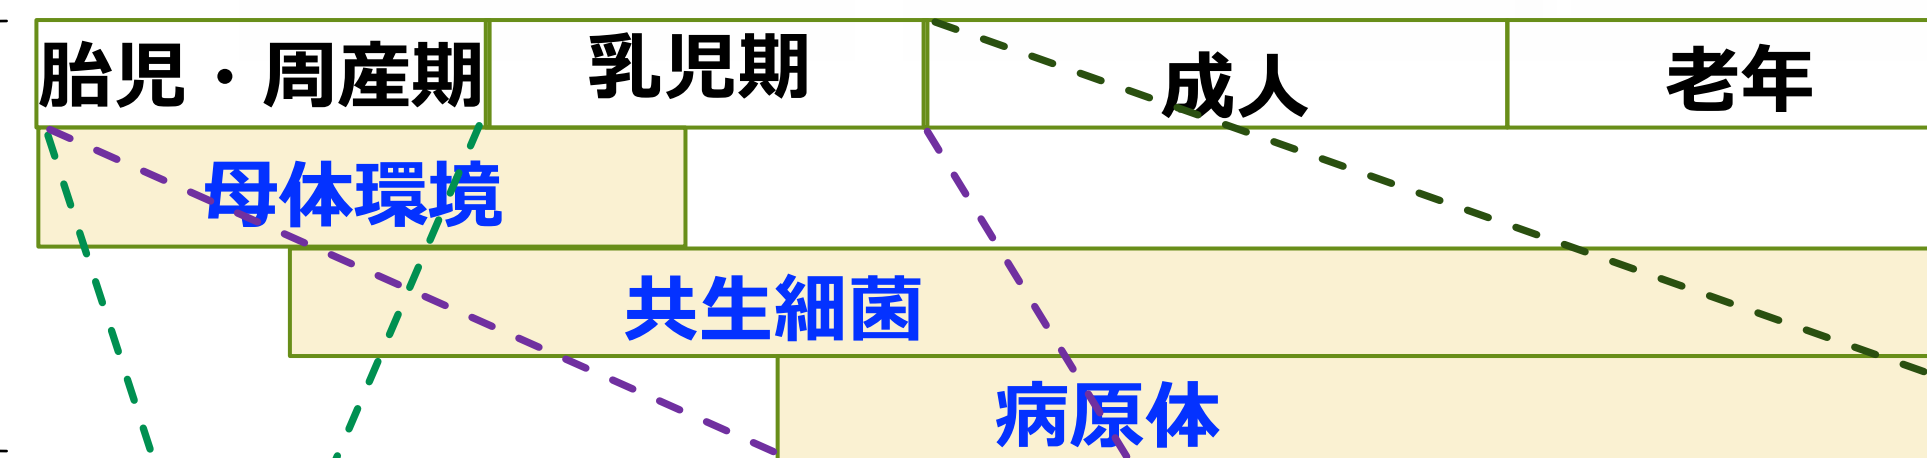 胎児・周産期 乳児期 成人 老年
母体環境
共生細菌
病原体